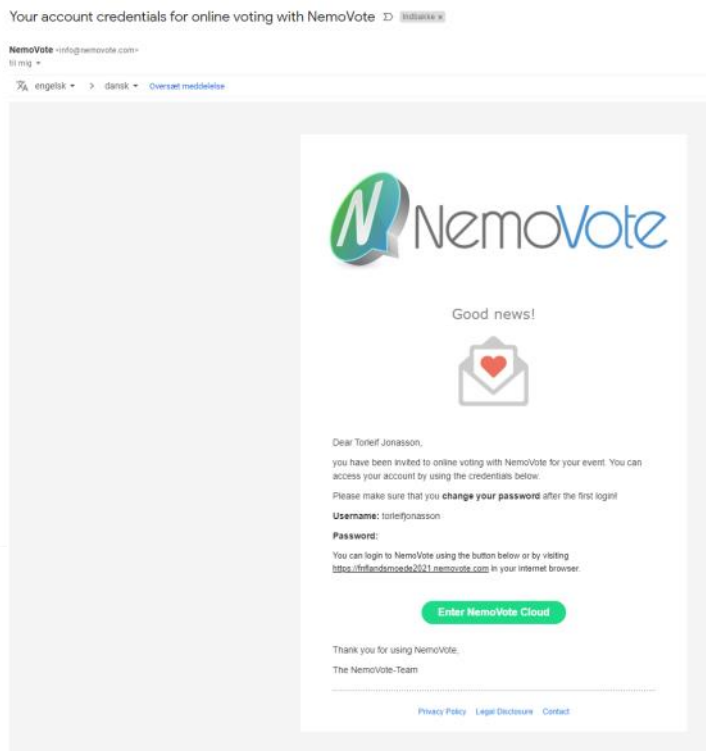 Your account credentials for online voting with NemoVote Indbakke x
NemoVote <info@nemovote.com>
til mig
engelsk > dansk Oversæt meddelelse
N NemoVote
Good news!
Dear Torleif Jonasson,
you have been invited to online voting with NemoVote for your event. You can
access your account by using the credentials below.
Please make sure that you change your password after the first login!
Username: torleifjonasson
Password:
You can login to NemoVote using the button below or by visiting
https://fnflandsmoede2021.nemovote.com in your internet browser.
Enter NemoVote Cloud
Thank you for using NemoVote,
The NemoVote-Team
Privacy Policy Legal Disclosure Contact